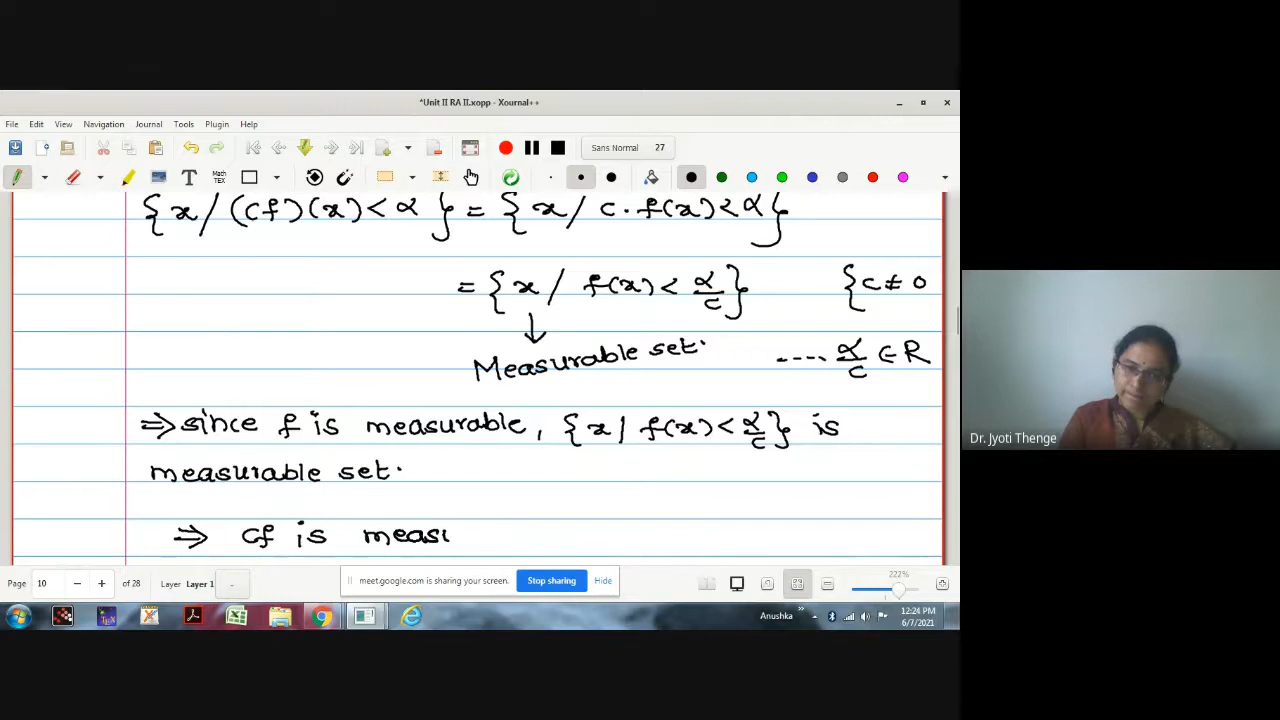 *Unit II RA II.xopp - Xournal++
File Edit View Navigation Journal Tools Plugin Help
Sans Normal 27
Math TEX
{x / (cf)(x) < α } = {x / c · f(x) < α}
= {x / f(x) < α/c} {c ≠ 0
Measurable set. .... α/c ∈ R
⇒ since f is measurable, {x | f(x) < α/c} is
measurable set.
⇒ cf is measu
Dr. Jyoti Thenge
Page 10 of 28 Layer Layer 1
meet.google.com is sharing your screen. Stop sharing Hide
222%
Anushka
12:24 PM
6/7/2021